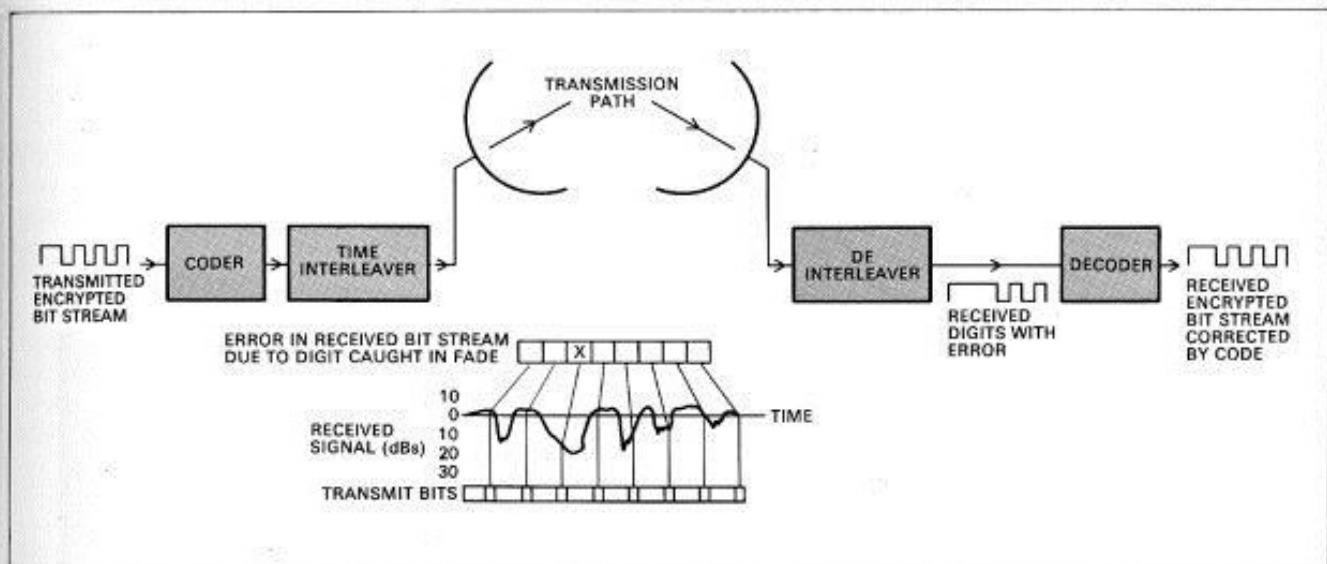 TRANSMISSION
PATH
TRANSMITTED
ENCRYPTED
BIT STREAM
CODER
TIME
INTERLEAVER
DE
INTERLEAVER
RECEIVED
DIGITS WITH
ERROR
DECODER
RECEIVED
ENCRYPTED
BIT STREAM
CORRECTED
BY CODE
ERROR IN RECEIVED BIT STREAM
DUE TO DIGIT CAUGHT IN FADE
X
10
0
10
20
30
RECEIVED
SIGNAL (dBs)
TIME
TRANSMIT BITS